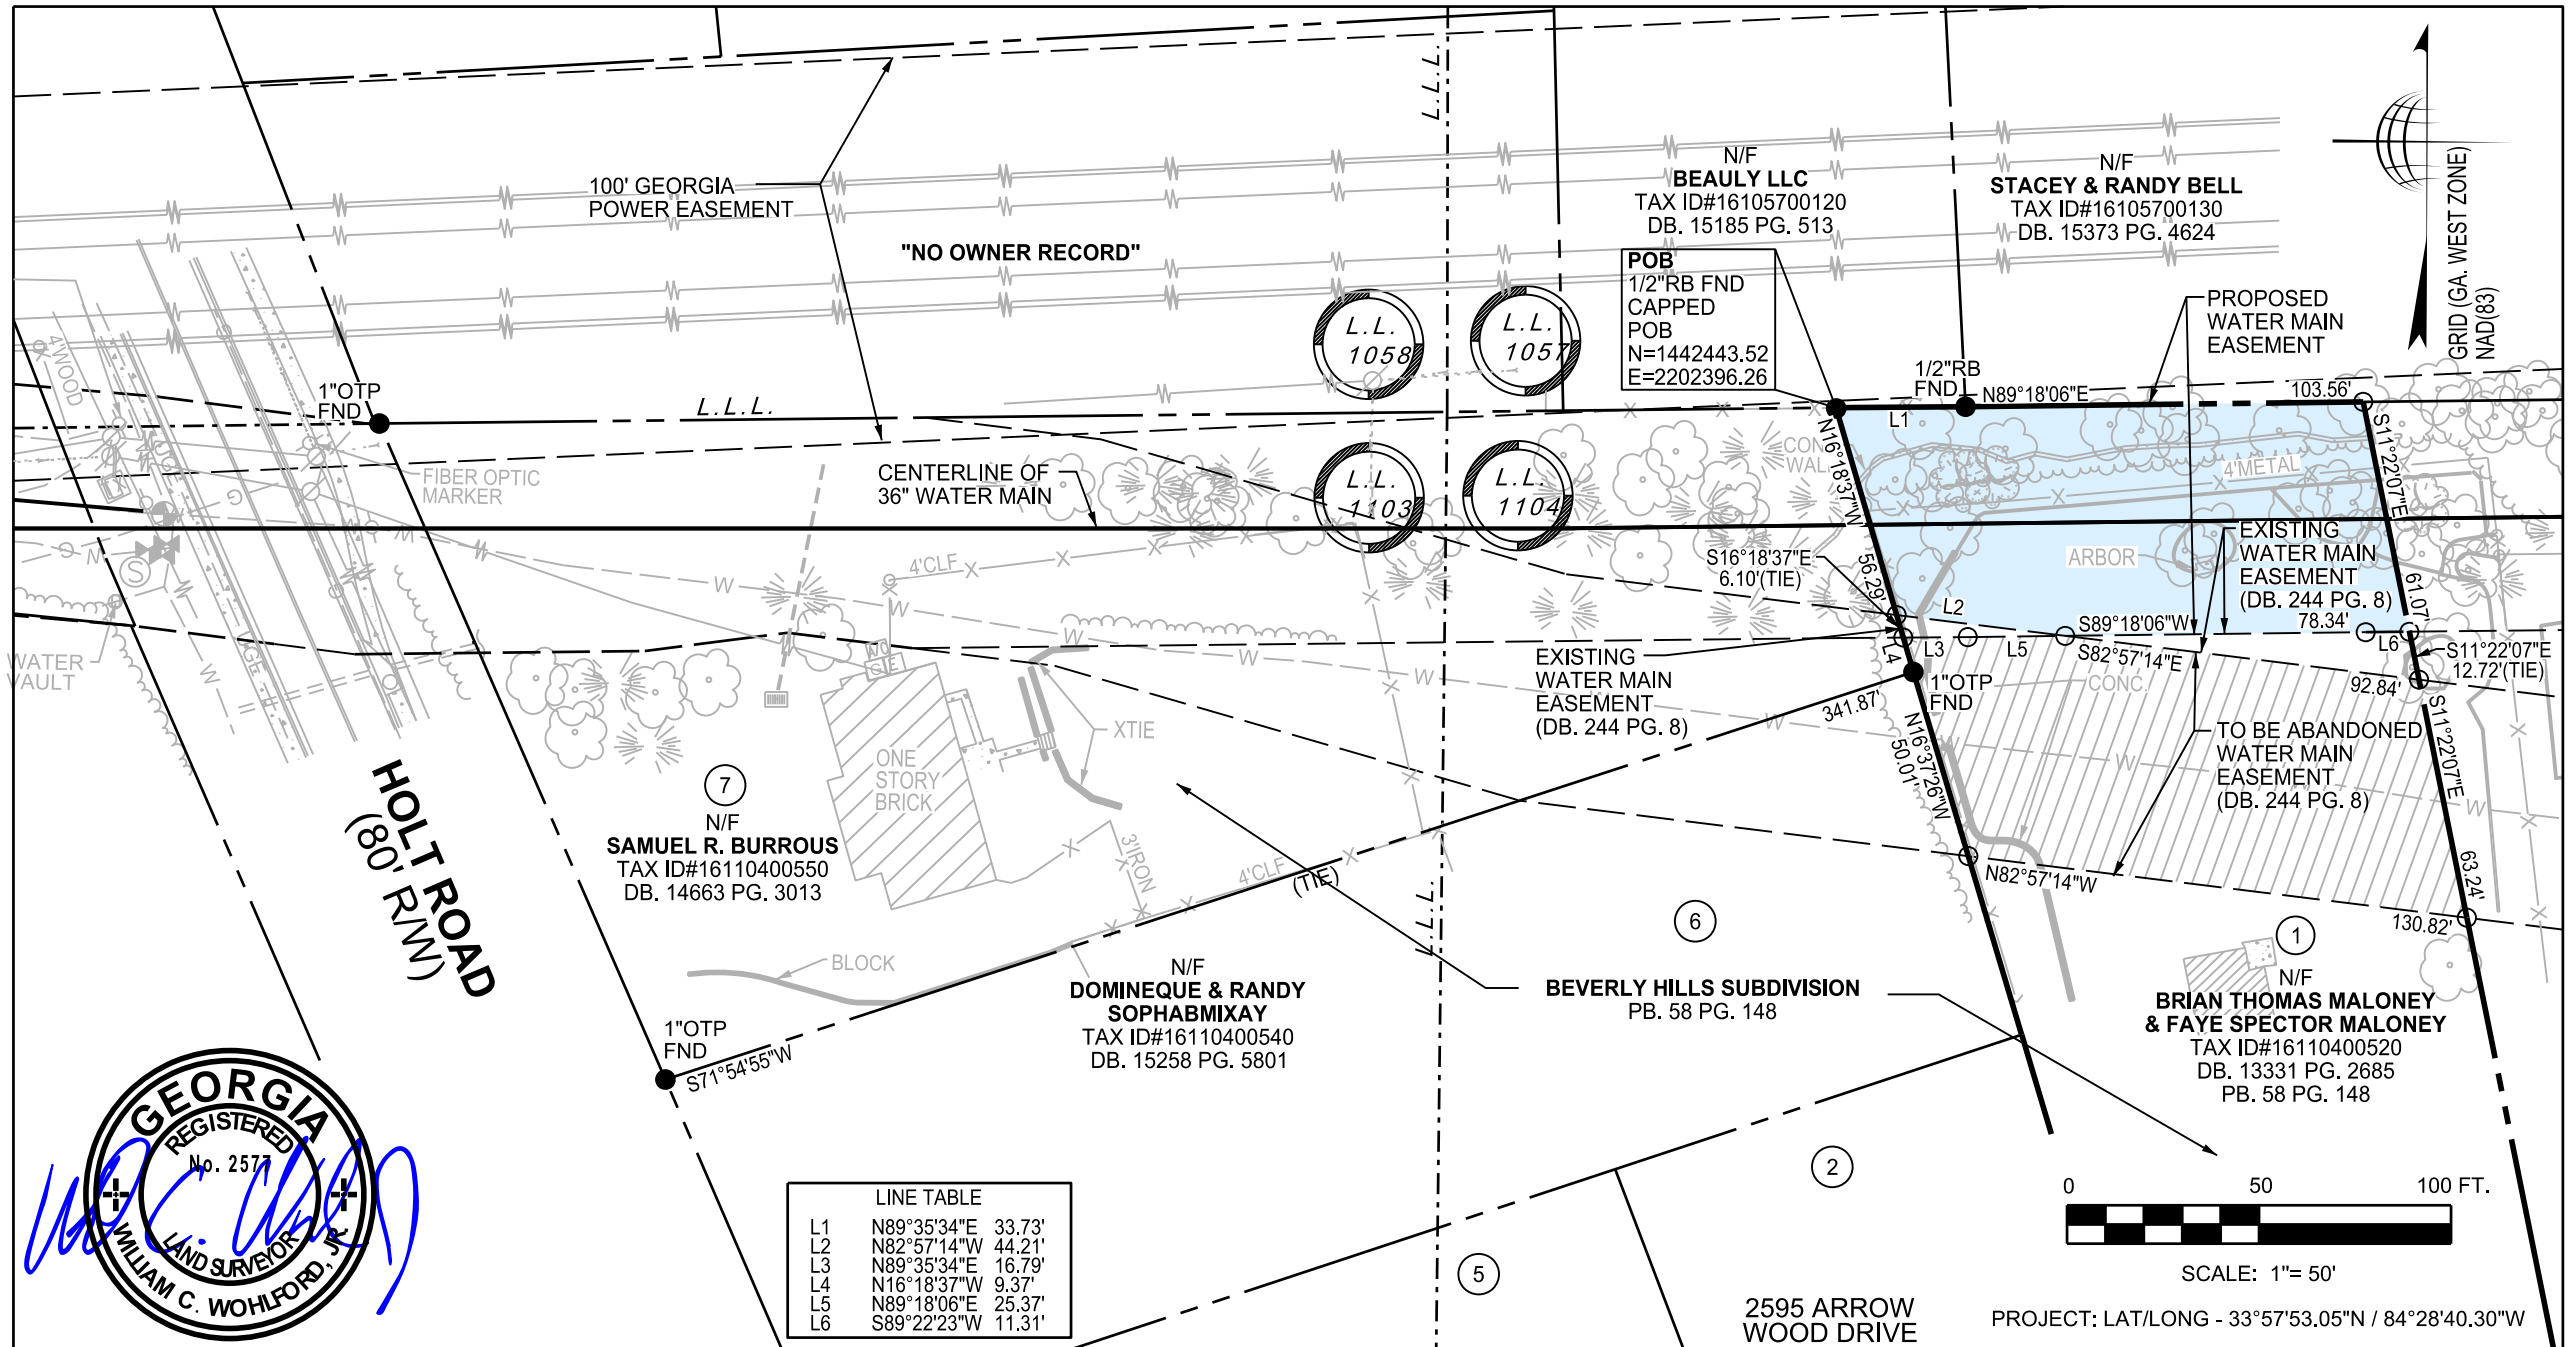 L.L.L.
100' GEORGIA
POWER EASEMENT
"NO OWNER RECORD"
N/F
BEAULY LLC
TAX ID#16105700120
DB. 15185 PG. 513
N/F
STACEY & RANDY BELL
TAX ID#16105700130
DB. 15373 PG. 4624
GRID (GA. WEST ZONE)
NAD(83)
POB
1/2"RB FND
CAPPED
POB
N=1442443.52
E=2202396.26
PROPOSED
WATER MAIN
EASEMENT
L.L.
1058
L.L.
1057
L.L.
1103
L.L.
1104
4'WOOD
1"OTP
FND
L.L.L.
1/2"RB
FND
N89°18'06"E
103.56'
L1
N16°18'37"W
56.29'
S11°22'07"E
61.07'
4'METAL
FIBER OPTIC
MARKER
CENTERLINE OF
36" WATER MAIN
4'CLF
S16°18'37"E
6.10'(TIE)
ARBOR
EXISTING
WATER MAIN
EASEMENT
(DB. 244 PG. 8)
78.34'
L2
S89°18'06"W
S82°57'14"E
L3
L5
L4
L6
S11°22'07"E
12.72'(TIE)
92.84'
CONC.
WATER
VAULT
UGE
S
G
W
EXISTING
WATER MAIN
EASEMENT
(DB. 244 PG. 8)
1"OTP
FND
341.87'
N16°37'26"W
50.01'
S11°22'07"E
63.24'
TO BE ABANDONED
WATER MAIN
EASEMENT
(DB. 244 PG. 8)
XTIE
ONE
STORY
BRICK
7
N/F
SAMUEL R. BURROUS
TAX ID#16110400550
DB. 14663 PG. 3013
HOLT ROAD
(80' R/W)
3'IRON
4'CLF
(TIE)
L.L.L.
N82°57'14"W
130.82'
6
1
BLOCK
N/F
DOMINEQUE & RANDY
SOPHABMIXAY
TAX ID#16110400540
DB. 15258 PG. 5801
BEVERLY HILLS SUBDIVISION
PB. 58 PG. 148
N/F
BRIAN THOMAS MALONEY
& FAYE SPECTOR MALONEY
TAX ID#16110400520
DB. 13331 PG. 2685
PB. 58 PG. 148
1"OTP
FND
S71°54'55"W
GEORGIA
REGISTERED
No. 2577
LAND SURVEYOR
WILLIAM C. WOHLFORD, JR.
LINE TABLE
L1 N89°35'34"E 33.73'
L2 N82°57'14"W 44.21'
L3 N89°35'34"E 16.79'
L4 N16°18'37"W 9.37'
L5 N89°18'06"E 25.37'
L6 S89°22'23"W 11.31'
2
5
0 50 100 FT.
SCALE: 1"= 50'
2595 ARROW
WOOD DRIVE
PROJECT: LAT/LONG - 33°57'53.05"N / 84°28'40.30"W